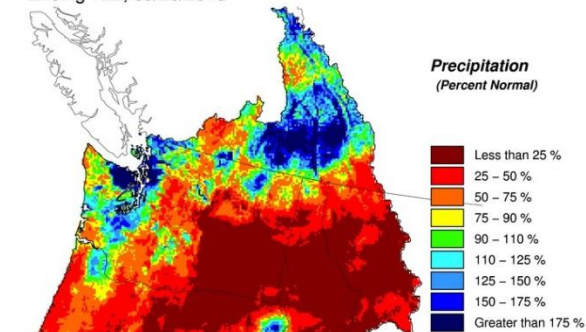 Precipitation
(Percent Normal)
Less than 25 %
25 – 50 %
50 – 75 %
75 – 90 %
90 – 110 %
110 – 125 %
125 – 150 %
150 – 175 %
Greater than 175 %